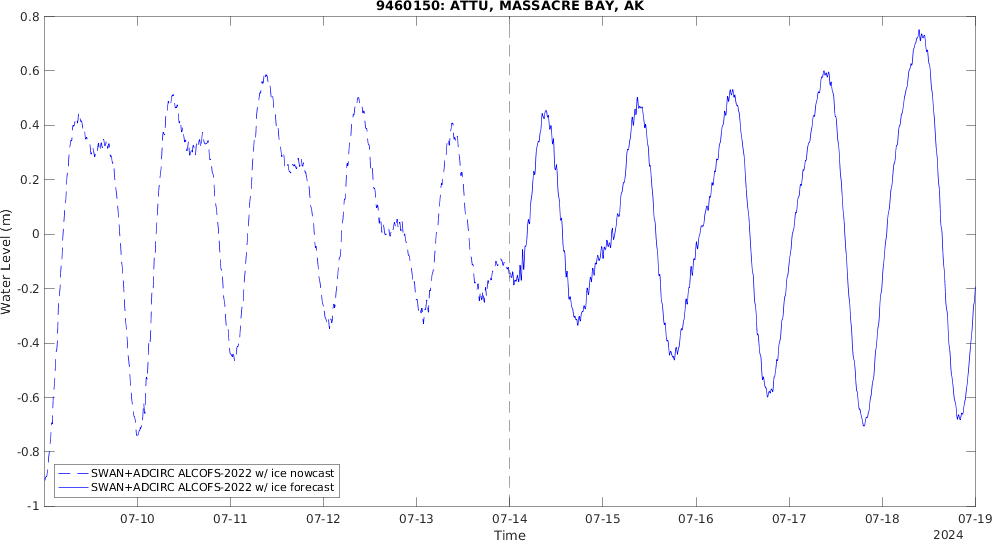 9460150: ATTU, MASSACRE BAY, AK
Water Level (m)
0.8
0.6
0.4
0.2
0
-0.2
-0.4
-0.6
-0.8
-1
SWAN+ADCIRC ALCOFS-2022 w/ ice nowcast
SWAN+ADCIRC ALCOFS-2022 w/ ice forecast
07-10 07-11 07-12 07-13 07-14 07-15 07-16 07-17 07-18 07-19
Time
2024